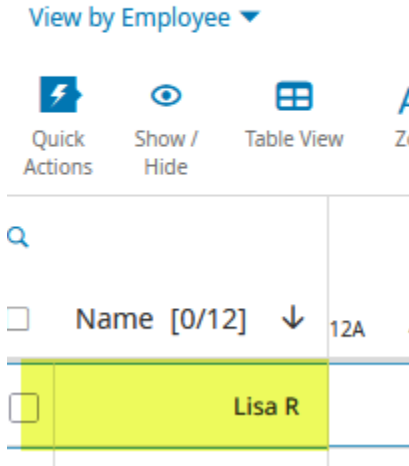 View by Employee
Quick Actions
Show / Hide
Table View
Name [0/12]
12A
Lisa R